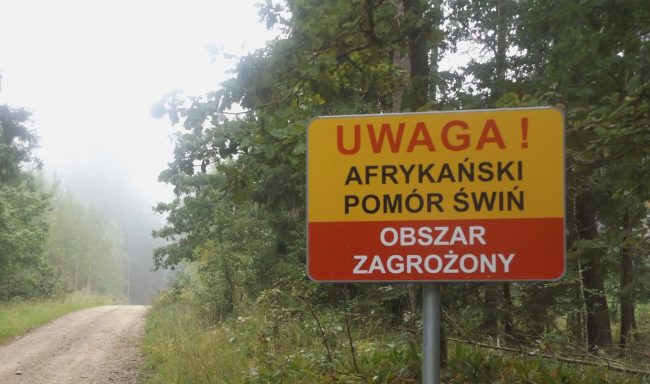 UWAGA !
AFRYKAŃSKI
POMÓR ŚWIŃ
OBSZAR
ZAGROŻONY